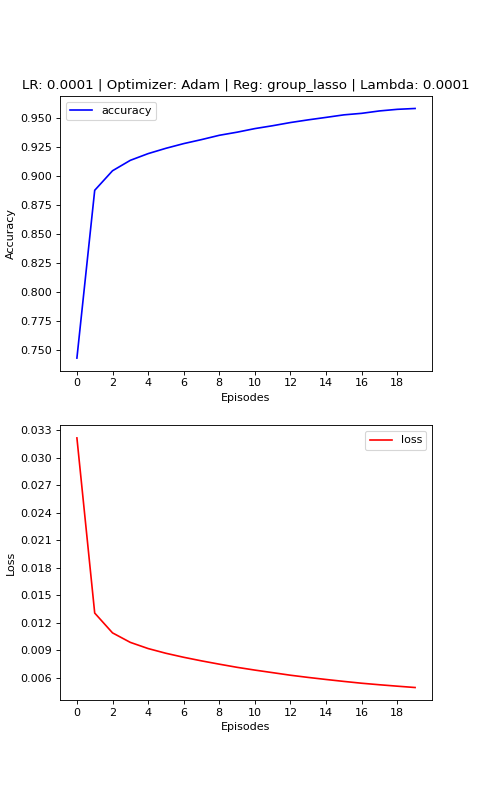 LR: 0.0001 | Optimizer: Adam | Reg: group_lasso | Lambda: 0.0001
accuracy
Accuracy
0.950
0.925
0.900
0.875
0.850
0.825
0.800
0.775
0.750
0 2 4 6 8 10 12 14 16 18
Episodes
loss
Loss
0.033
0.030
0.027
0.024
0.021
0.018
0.015
0.012
0.009
0.006
0 2 4 6 8 10 12 14 16 18
Episodes